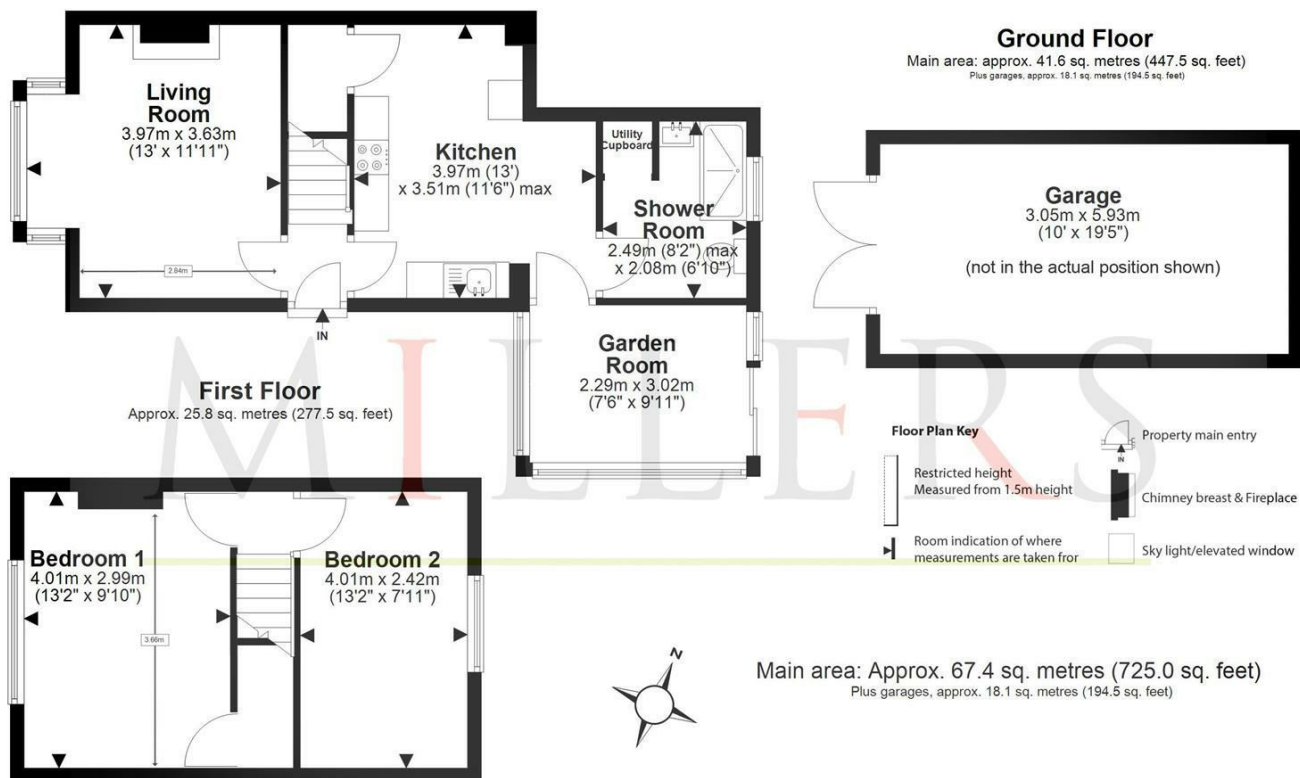 Ground Floor
Main area: approx. 41.6 sq. metres (447.5 sq. feet)
Plus garages, approx. 18.1 sq. metres (194.5 sq. feet)
Living
Room
3.97m x 3.63m
(13' x 11'11")
2.84m
Kitchen
3.97m (13')
x 3.51m (11'6") max
Utility
Cupboard
Shower
Room
2.49m (8'2") max
x 2.08m (6'10")
Garage
3.05m x 5.93m
(10' x 19'5")
(not in the actual position shown)
IN
Garden
Room
2.29m x 3.02m
(7'6" x 9'11")
MILLERS
First Floor
Approx. 25.8 sq. metres (277.5 sq. feet)
Bedroom 1
4.01m x 2.99m
(13'2" x 9'10")
3.66m
Bedroom 2
4.01m x 2.42m
(13'2" x 7'11")
Floor Plan Key
Restricted height
Measured from 1.5m height
Room indication of where
measurements are taken fror
Property main entry
IN
Chimney breast & Fireplace
Sky light/elevated window
N
Main area: Approx. 67.4 sq. metres (725.0 sq. feet)
Plus garages, approx. 18.1 sq. metres (194.5 sq. feet)